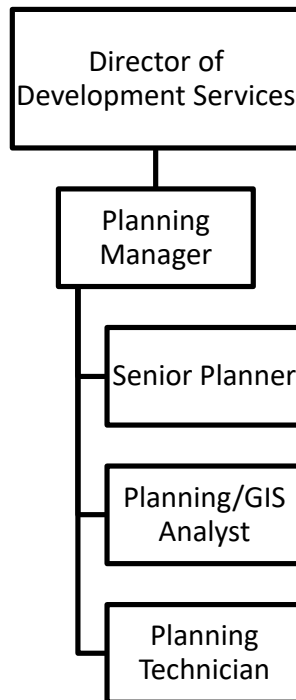 Director of
Development Services
Planning
Manager
Senior Planner
Planning/GIS
Analyst
Planning
Technician